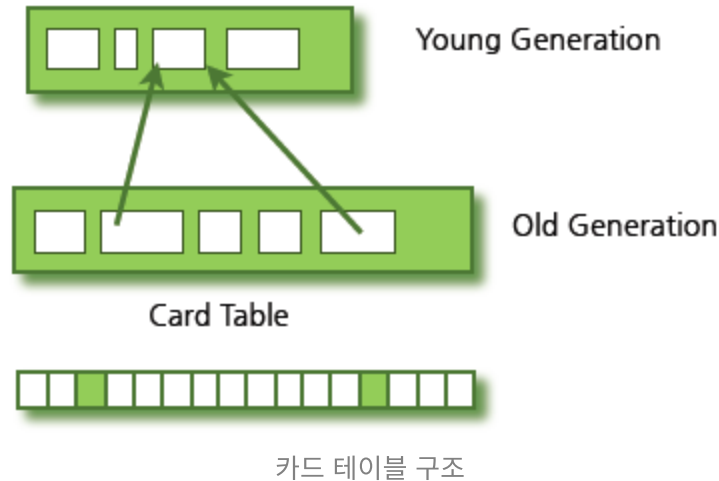 Young Generation
Old Generation
Card Table
카드 테이블 구조